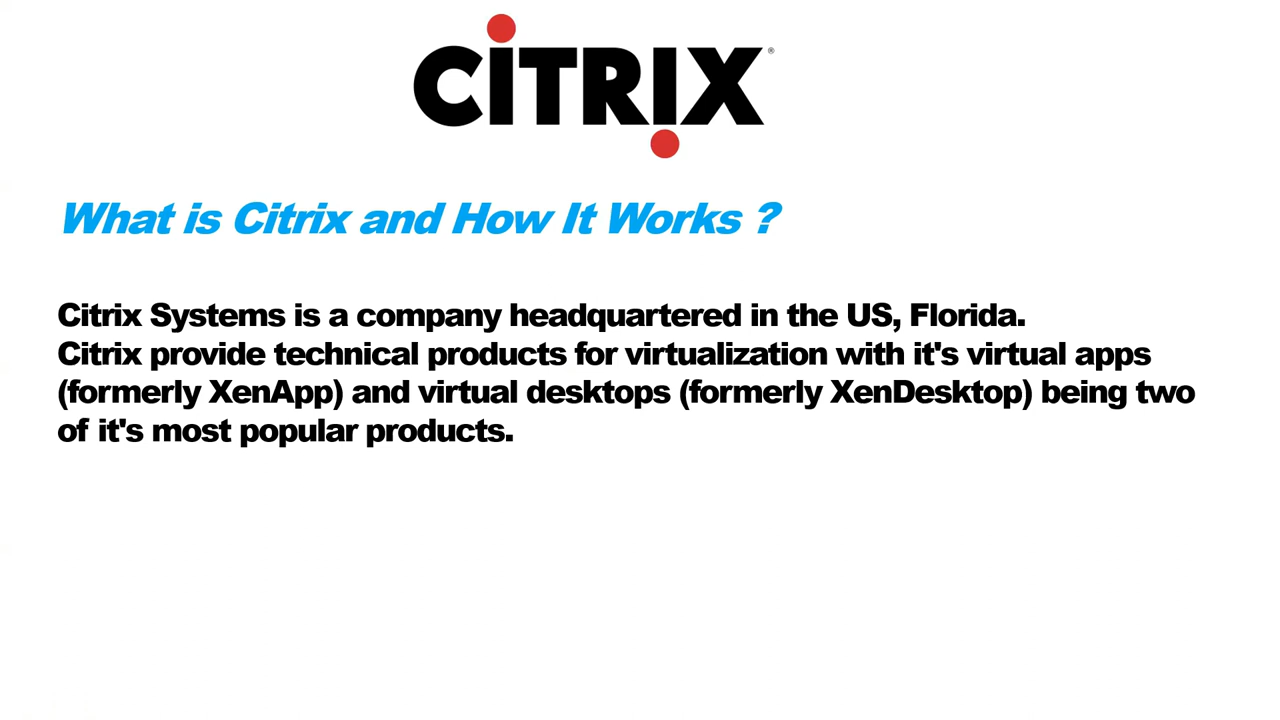 CiTRIX®
What is Citrix and How It Works ?
Citrix Systems is a company headquartered in the US, Florida.
Citrix provide technical products for virtualization with it's virtual apps
(formerly XenApp) and virtual desktops (formerly XenDesktop) being two
of it's most popular products.